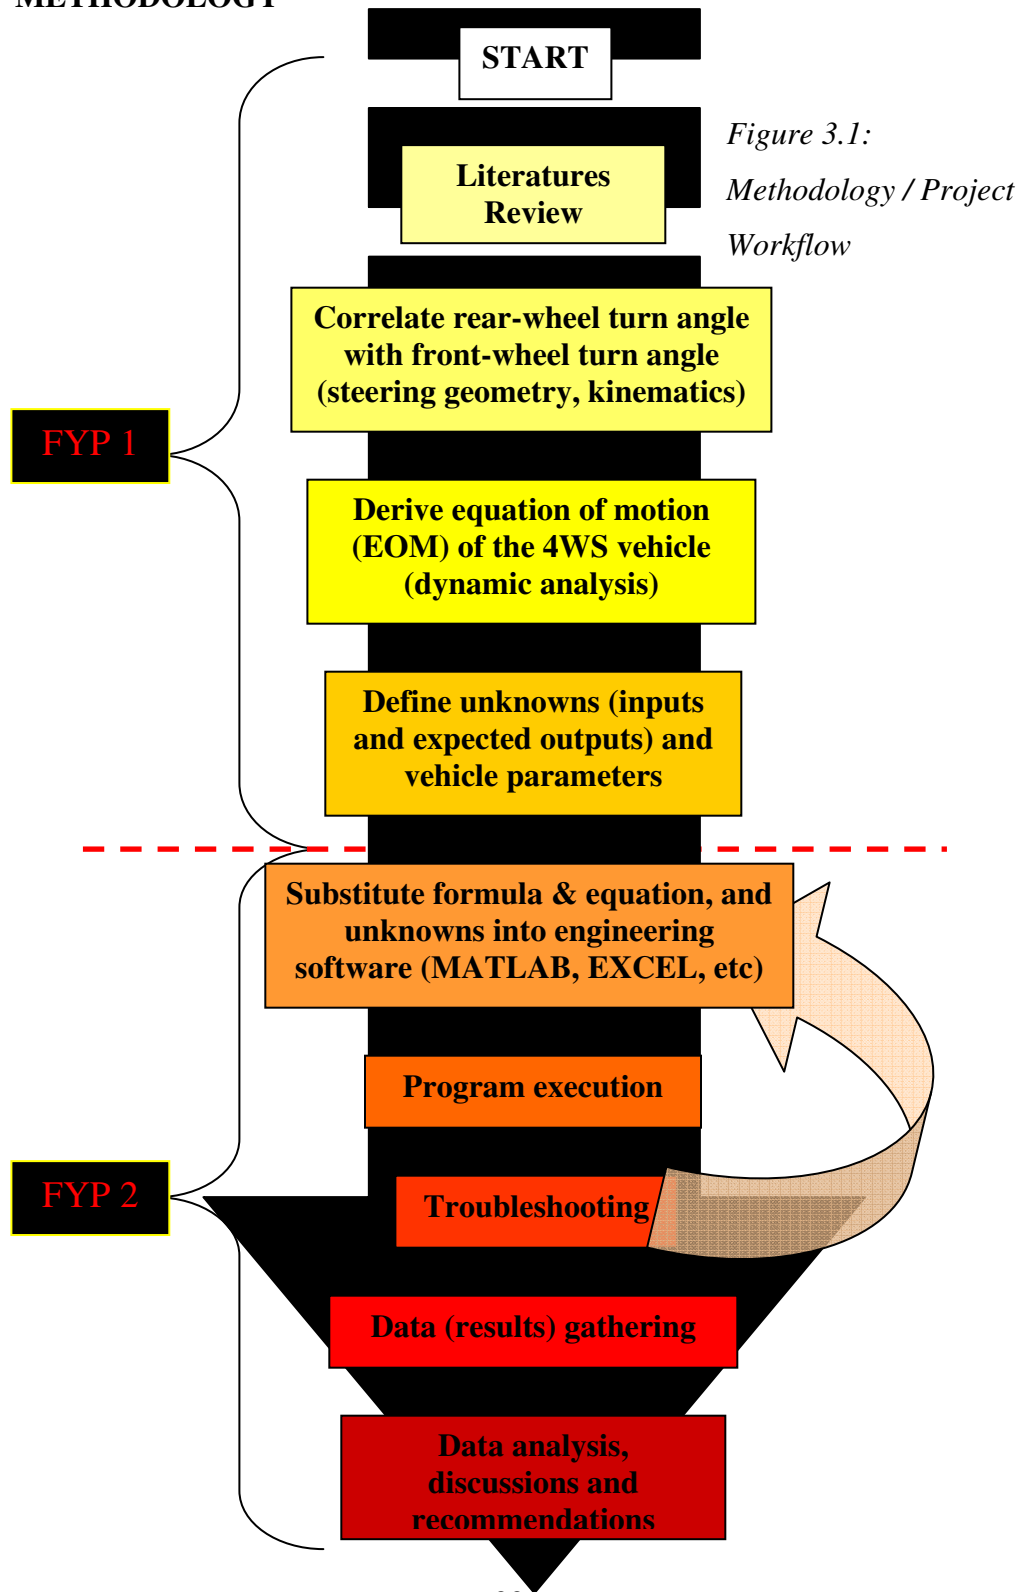 METHODOLOGY
START
Figure 3.1:
Methodology / Project
Workflow
Literatures
Review
Correlate rear-wheel turn angle
with front-wheel turn angle
(steering geometry, kinematics)
FYP 1
Derive equation of motion
(EOM) of the 4WS vehicle
(dynamic analysis)
Define unknowns (inputs
and expected outputs) and
vehicle parameters
Substitute formula & equation, and
unknowns into engineering
software (MATLAB, EXCEL, etc)
Program execution
FYP 2
Troubleshooting
Data (results) gathering
Data analysis,
discussions and
recommendations